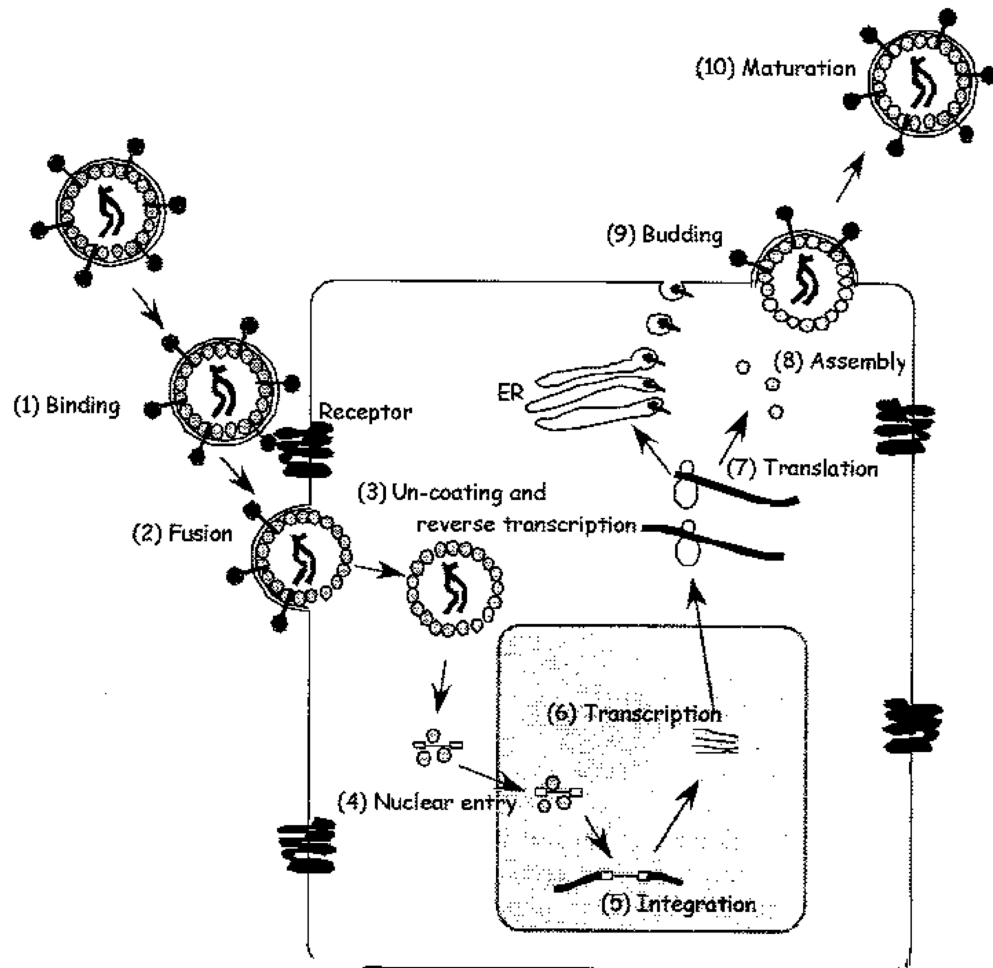 (10) Maturation
(9) Budding
(8) Assembly
ER
(1) Binding
Receptor
(7) Translation
(3) Un-coating and
reverse transcription
(2) Fusion
(6) Transcription
(4) Nuclear entry
(5) Integration